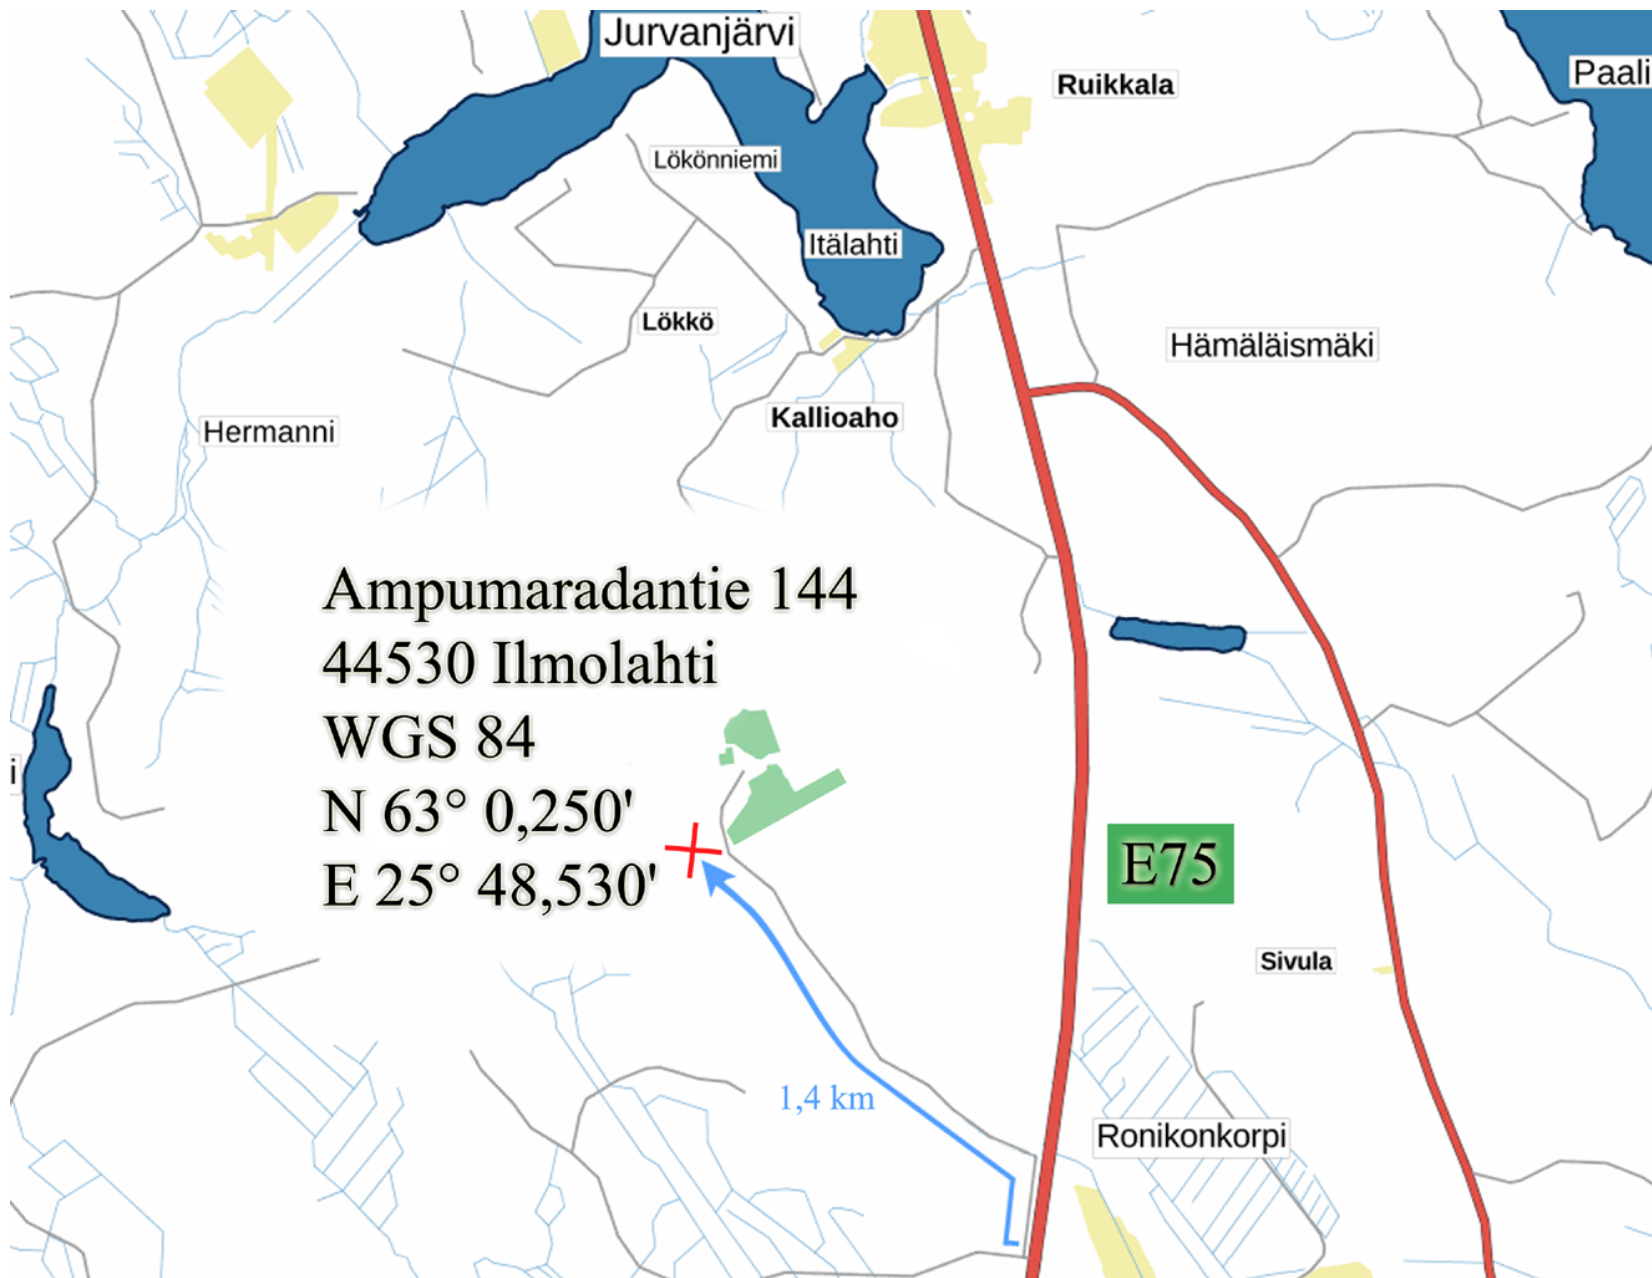 Jurvanjärvi
Paali
Ruikkala
Lökönniemi
Itälahti
Lökkö
Hämäläismäki
Kallioaho
Hermanni
Ampumaradantie 144
44530 Ilmolahti
WGS 84
N 63° 0,250'
E 25° 48,530'
i
E75
Sivula
1,4 km
Ronikonkorpi